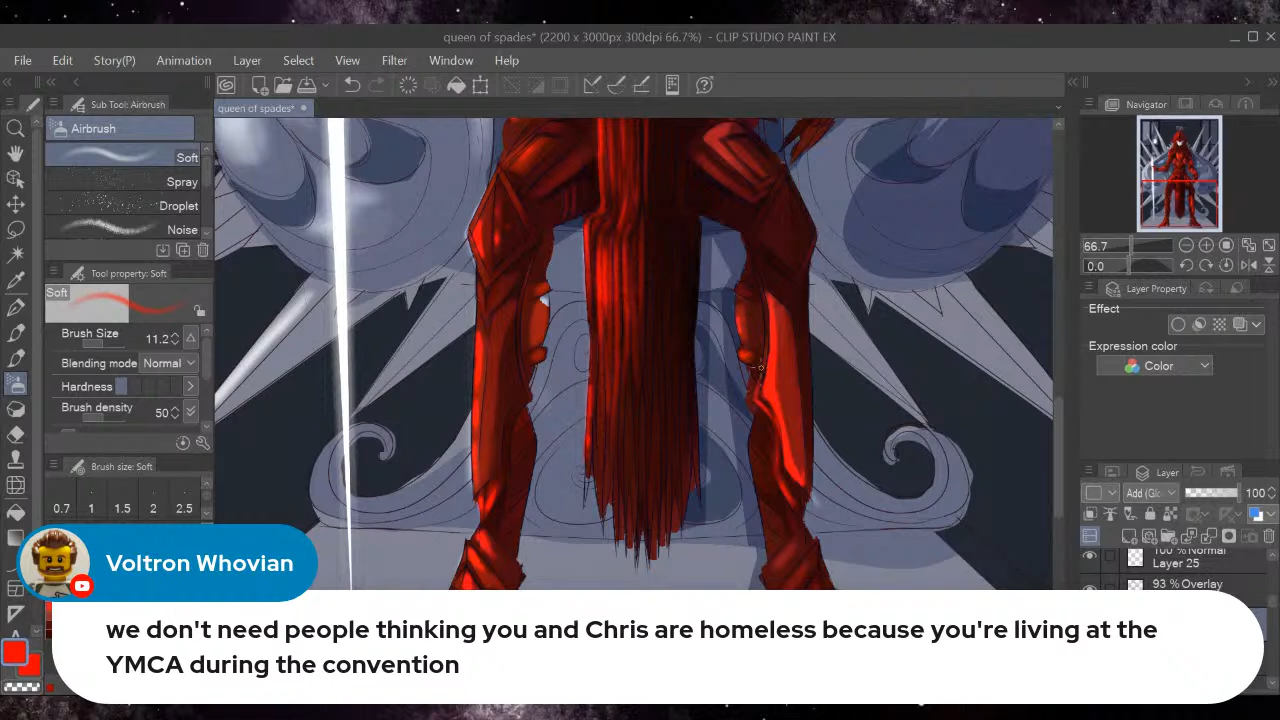 queen of spades* (2200 x 3000px 300dpi 66.7%) - CLIP STUDIO PAINT EX
File Edit Story(P) Animation Layer Select View Filter Window Help
Sub Tool: Airbrush
queen of spades*
Navigator
Airbrush
Soft
Spray
Droplet
Noise
66.7
0.0
Tool property: Soft
Soft
Layer Property
Effect
Brush Size 11.2
Blending mode Normal
Expression color
Color
Hardness
Brush density 50
Brush size: Soft
Layer
Add (Glo 100
0.7 1 1.5 2 2.5
100 %Normal
Layer 25
93 %Overlay
Voltron Whovian
we don't need people thinking you and Chris are homeless because you're living at the
YMCA during the convention